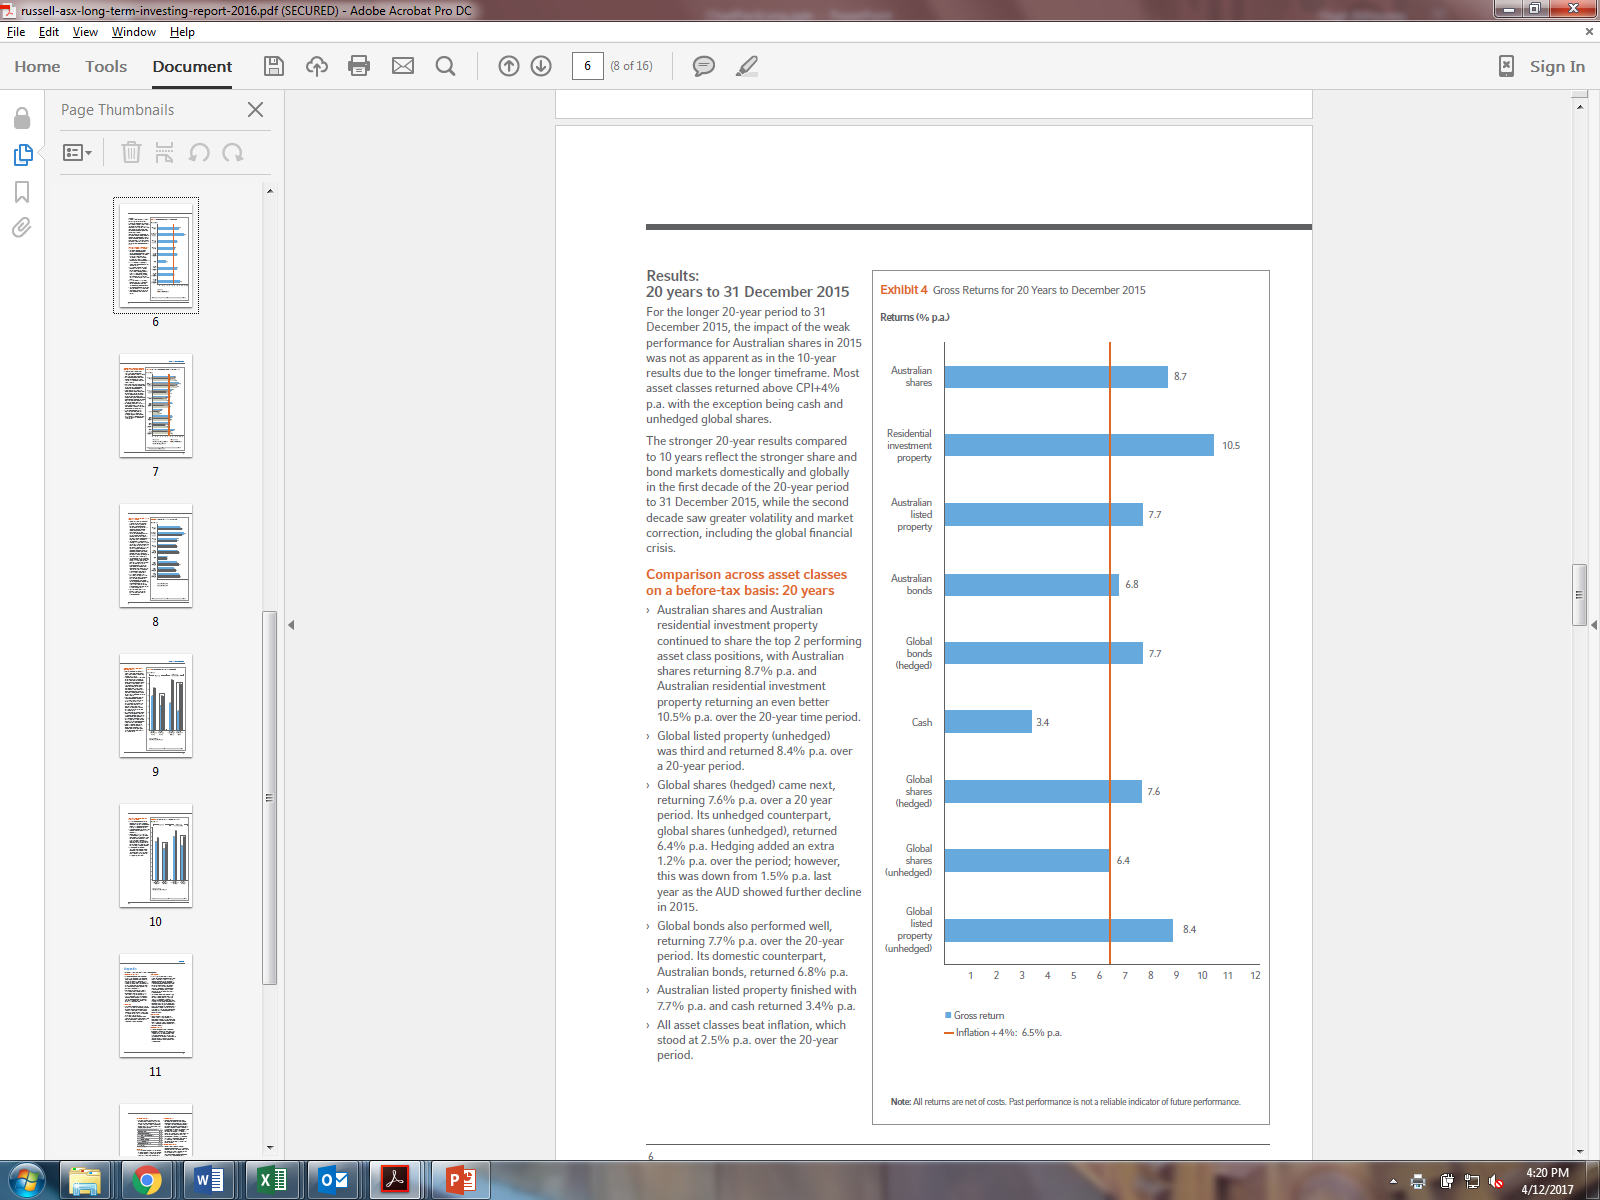 russell-asx-long-term-investing-report-2016.pdf (SECURED) - Adobe Acrobat Pro DC
File Edit View Window Help
Home Tools Document 6 (8 of 16) Sign In
Page Thumbnails
6
7
8
9
10
11
Results:
20 years to 31 December 2015
For the longer 20-year period to 31
December 2015, the impact of the weak
performance for Australian shares in 2015
was not as apparent as in the 10-year
results due to the longer timeframe. Most
asset classes returned above CPI+4%
p.a. with the exception being cash and
unhedged global shares.
The stronger 20-year results compared
to 10 years reflect the stronger share and
bond markets domestically and globally
in the first decade of the 20-year period
to 31 December 2015, while the second
decade saw greater volatility and market
correction, including the global financial
crisis.
Comparison across asset classes
on a before-tax basis: 20 years
› Australian shares and Australian
residential investment property
continued to share the top 2 performing
asset class positions, with Australian
shares returning 8.7% p.a. and
Australian residential investment
property returning an even better
10.5% p.a. over the 20-year time period.
› Global listed property (unhedged)
was third and returned 8.4% p.a. over
a 20-year period.
› Global shares (hedged) came next,
returning 7.6% p.a. over a 20 year
period. Its unhedged counterpart,
global shares (unhedged), returned
6.4% p.a. Hedging added an extra
1.2% p.a. over the period; however,
this was down from 1.5% p.a. last
year as the AUD showed further decline
in 2015.
› Global bonds also performed well,
returning 7.7% p.a. over the 20-year
period. Its domestic counterpart,
Australian bonds, returned 6.8% p.a.
› Australian listed property finished with
7.7% p.a. and cash returned 3.4% p.a.
› All asset classes beat inflation, which
stood at 2.5% p.a. over the 20-year
period.
Exhibit 4 Gross Returns for 20 Years to December 2015
Returns (% p.a.)
Australian
shares
8.7
Residential
investment
property
10.5
Australian
listed
property
7.7
Australian
bonds
6.8
Global
bonds
(hedged)
7.7
Cash
3.4
Global
shares
(hedged)
7.6
Global
shares
(unhedged)
6.4
Global
listed
property
(unhedged)
8.4
1 2 3 4 5 6 7 8 9 10 11 12
Gross return
Inflation + 4%: 6.5% p.a.
Note: All returns are net of costs. Past performance is not a reliable indicator of future performance.
6
4:20 PM
4/12/2017